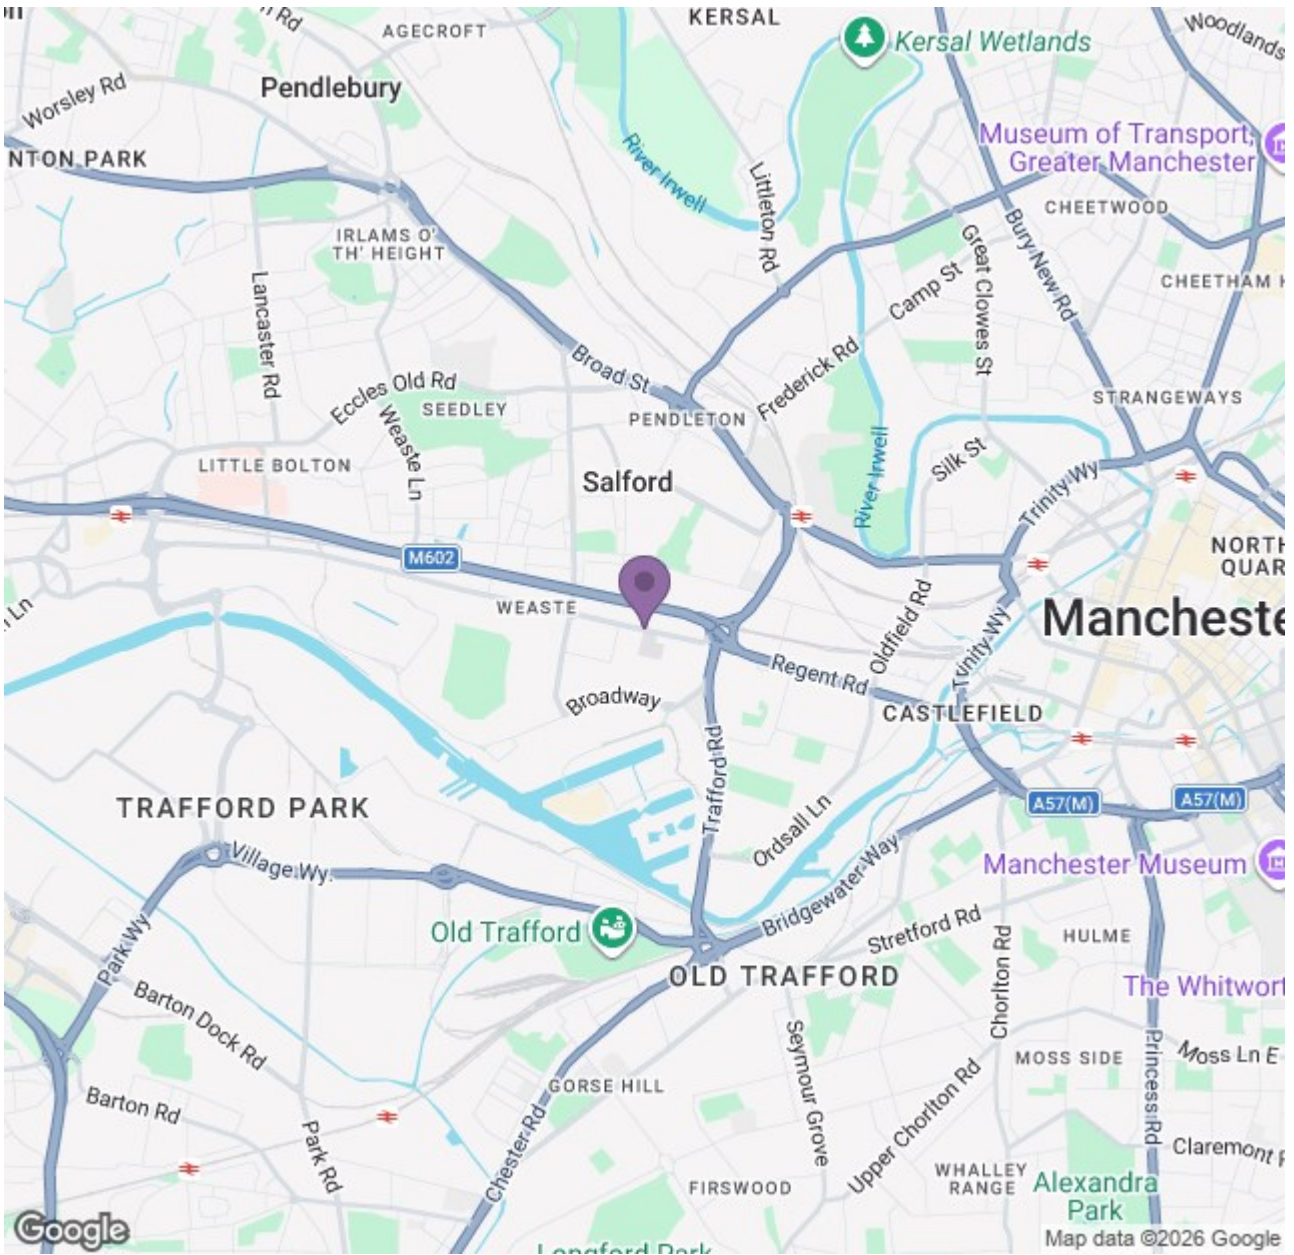 KERSAL
AGECROFT
Kersal Wetlands
Woodlands
Pendlebury
Worsley Rd
NTON PARK
River Irwell
Littleton Rd
Museum of Transport,
Greater Manchester
CHEETWOOD
IRLAMS O'
TH' HEIGHT
Lancaster Rd
Great Clowes St
Bury New Rd
Camp St
CHEETHAM H
Broad St
Frederick Rd
Eccles Old Rd
SEEDLEY
PENDLETON
STRANGEWAYS
Weaste Ln
LITTLE BOLTON
Salford
River Irwell
Silk St
Trinity Wy
M602
NORTH
QUAR
WEASTE
Oldfield Rd
Trinity Wy
Mancheste
Regent Rd
Broadway
CASTLEFIELD
Trafford Rd
TRAFFORD PARK
A57(M)
A57(M)
Ordsall Ln
Village Wy
Bridgewater Way
Manchester Museum
Old Trafford
Stretford Rd
HULME
Park Wy
OLD TRAFFORD
The Whitwort
Barton Dock Rd
Chorlton Rd
Seymour Grove
Princess Rd
Moss Ln E
MOSS SIDE
GORSE HILL
Barton Rd
Park Rd
Chester Rd
Upper Chorlton Rd
Claremont R
WHALLEY
RANGE
FIRSWOOD
Alexandra
Park
Google
Longford Park
Map data ©2026 Google